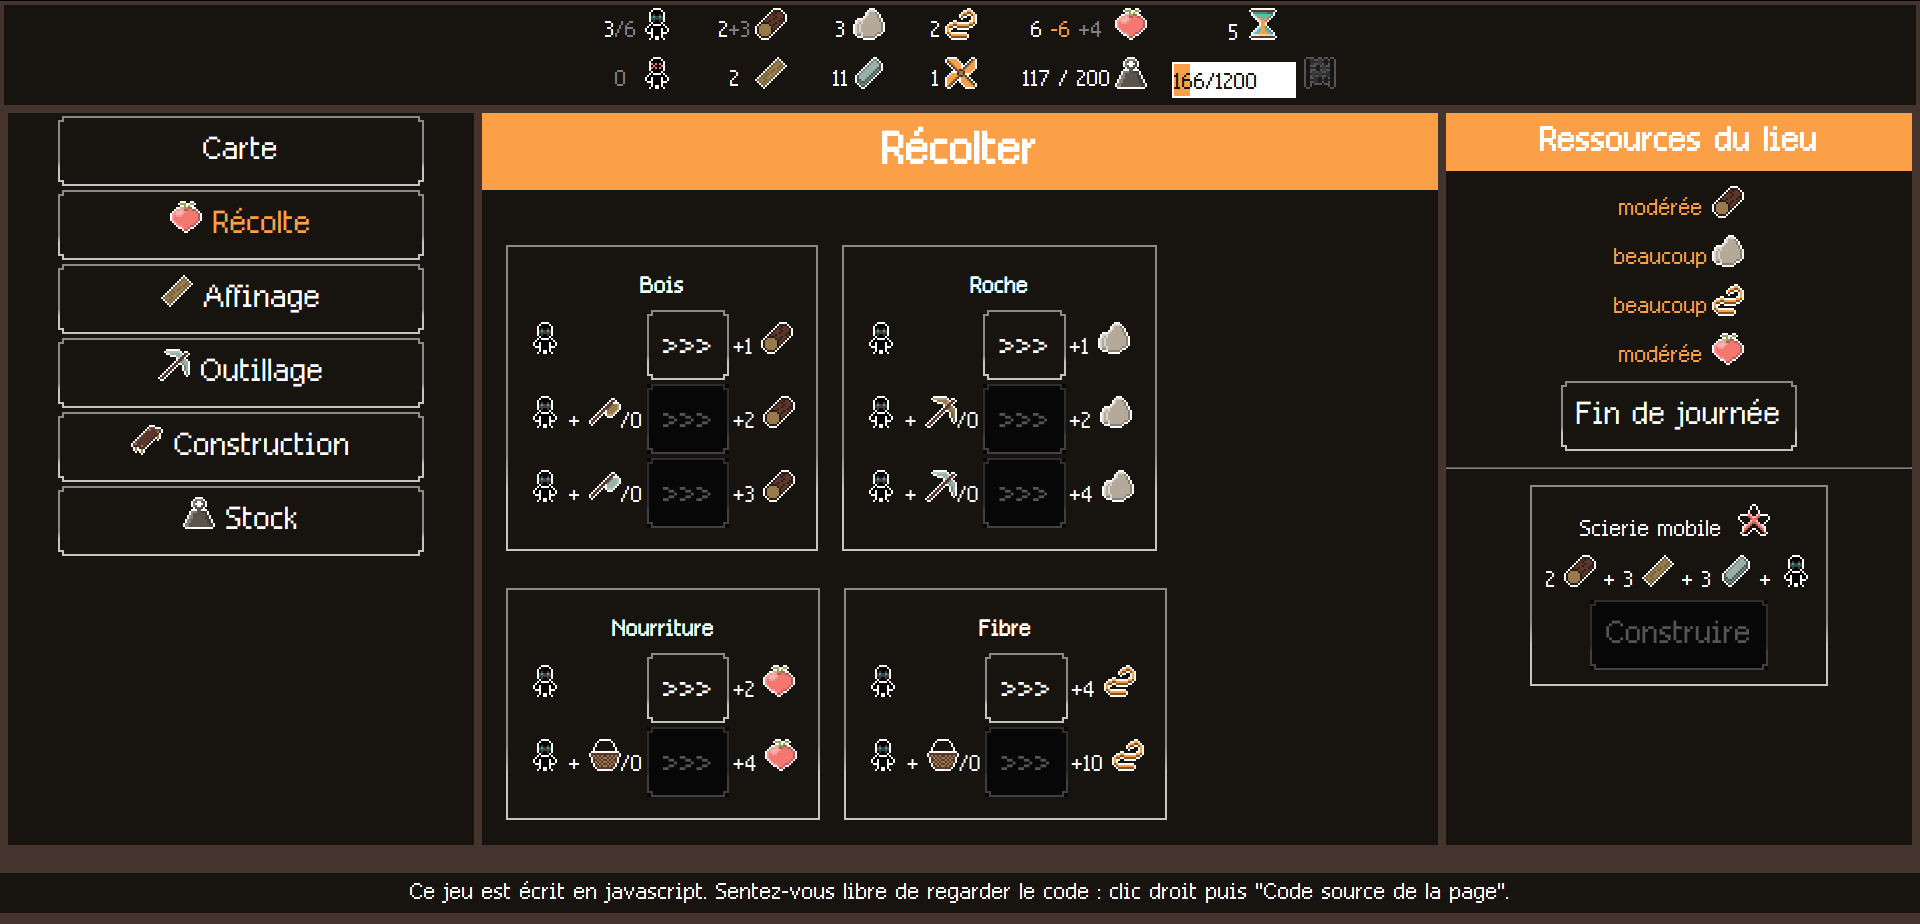 3/6 2+3 3 2 6 -6 +4 5
0 2 11 1 117 / 200 166/1200
Carte
Récolte
Affinage
Outillage
Construction
Stock
Récolter
Bois
>>> +1
+ /0 >>> +2
+ /0 >>> +3
Roche
>>> +1
+ /0 >>> +2
+ /0 >>> +4
Nourriture
>>> +2
+ /0 >>> +4
Fibre
>>> +4
+ /0 >>> +10
Ressources du lieu
modérée
beaucoup
beaucoup
modérée
Fin de journée
Scierie mobile
2 + 3 + 3 +
Construire
Ce jeu est écrit en javascript. Sentez-vous libre de regarder le code : clic droit puis "Code source de la page".